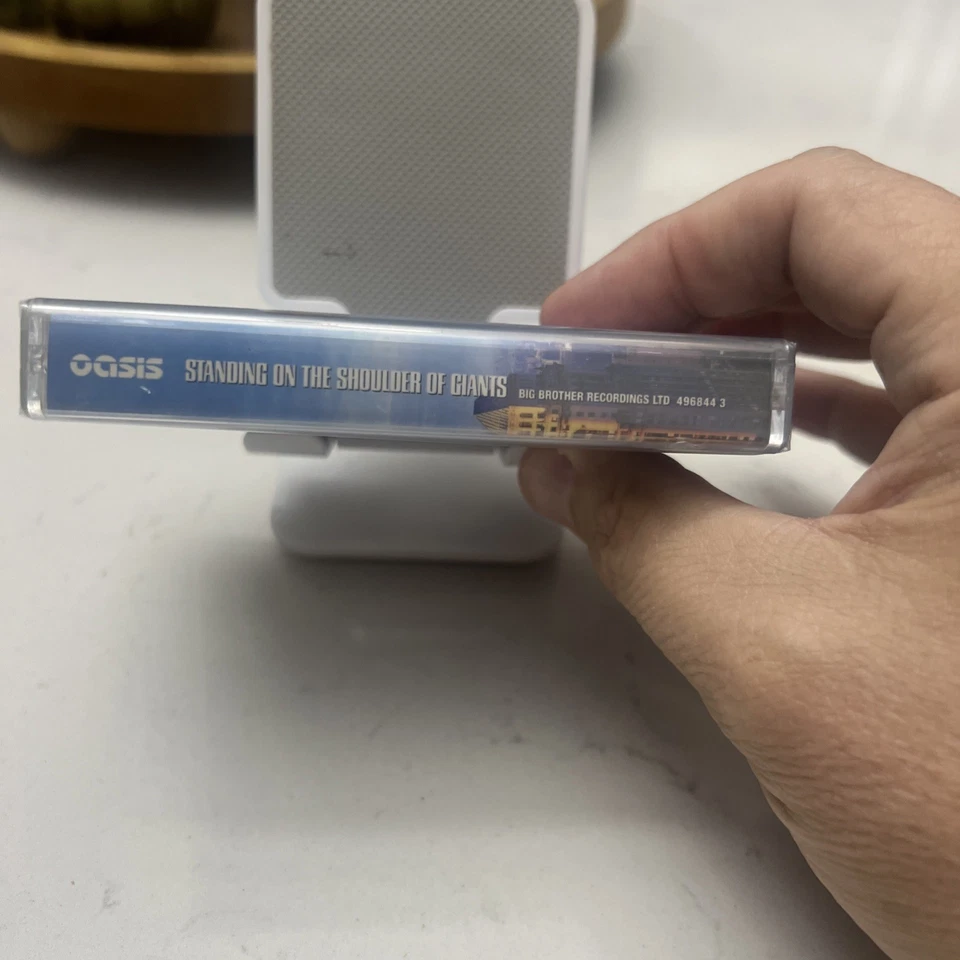 oasis STANDING ON THE SHOULDER OF GIANTS BIG BROTHER RECORDINGS LTD 496844 3